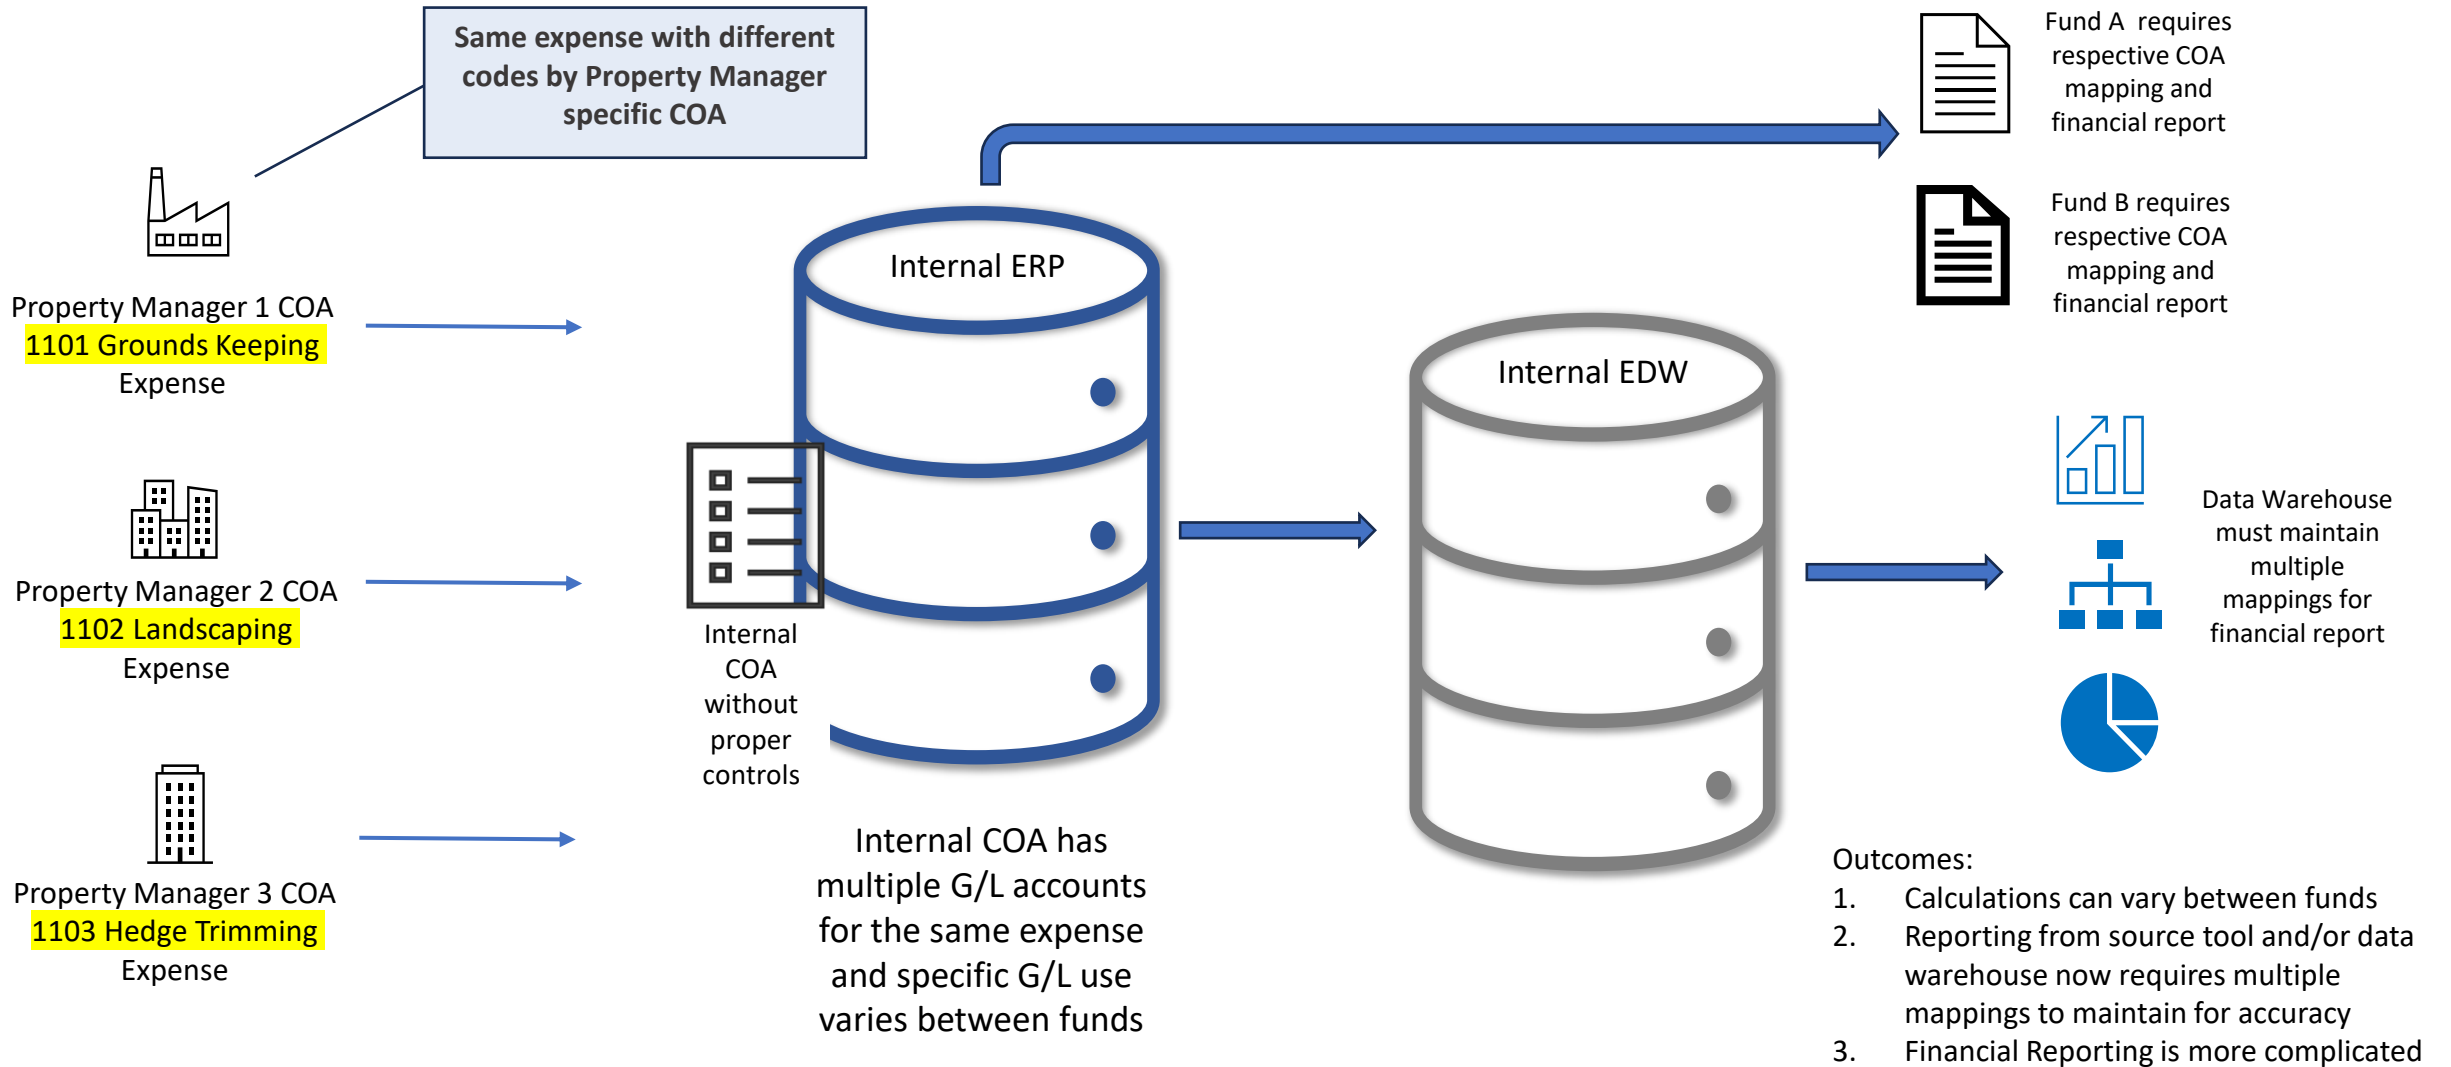 Same expense with different
codes by Property Manager
specific COA
Property Manager 1 COA
1101 Grounds Keeping
Expense
Property Manager 2 COA
1102 Landscaping
Expense
Property Manager 3 COA
1103 Hedge Trimming
Expense
Internal ERP
Internal
COA
without
proper
controls
Internal COA has
multiple G/L accounts
for the same expense
and specific G/L use
varies between funds
Internal EDW
Fund A requires
respective COA
mapping and
financial report
Fund B requires
respective COA
mapping and
financial report
Data Warehouse
must maintain
multiple
mappings for
financial report
Outcomes:
1. Calculations can vary between funds
2. Reporting from source tool and/or data
warehouse now requires multiple
mappings to maintain for accuracy
3. Financial Reporting is more complicated